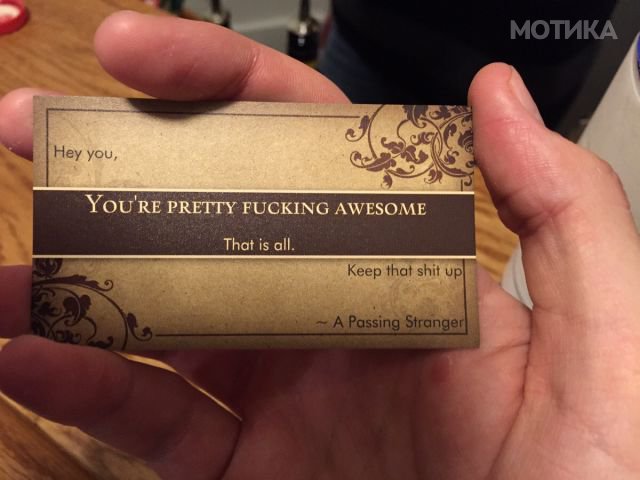 МОТИКА
Hey you,
YOU'RE PRETTY FUCKING AWESOME
That is all.
Keep that shit up
~ A Passing Stranger